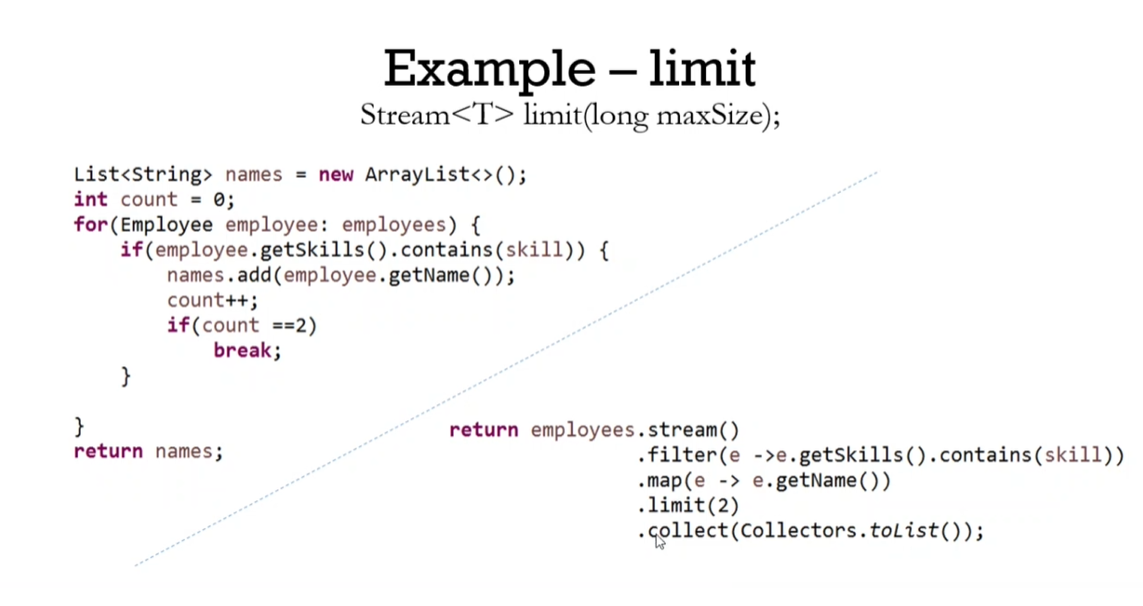 Example – limit
Stream<T> limit(long maxSize);
List<String> names = new ArrayList<>();
int count = 0;
for(Employee employee: employees) {
if(employee.getSkills().contains(skill)) {
names.add(employee.getName());
count++;
if(count ==2)
break;
}
}
return names;
return employees.stream()
.filter(e ->e.getSkills().contains(skill))
.map(e -> e.getName())
.limit(2)
.collect(Collectors.toList());